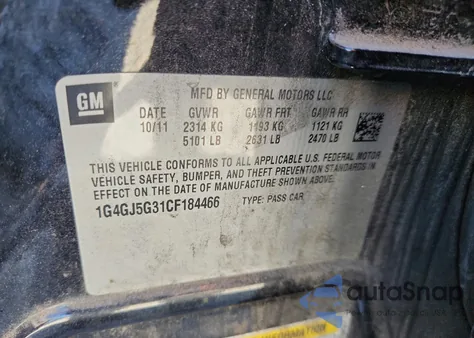 GM
MFD BY GENERAL MOTORS LLC
DATE GVWR GAWR FRT GAWR RR
10/11 2314 KG 1193 KG 1121 KG
5101 LB 2631 LB 2470 LB
THIS VEHICLE CONFORMS TO ALL APPLICABLE U.S. FEDERAL MOTOR
VEHICLE SAFETY, BUMPER, AND THEFT PREVENTION STANDARDS IN
EFFECT ON THE DATE OF MANUFACTURE SHOWN ABOVE.
1G4GJ5G31CF184466 TYPE: PASS CAR
autoSnap
INFORMATION